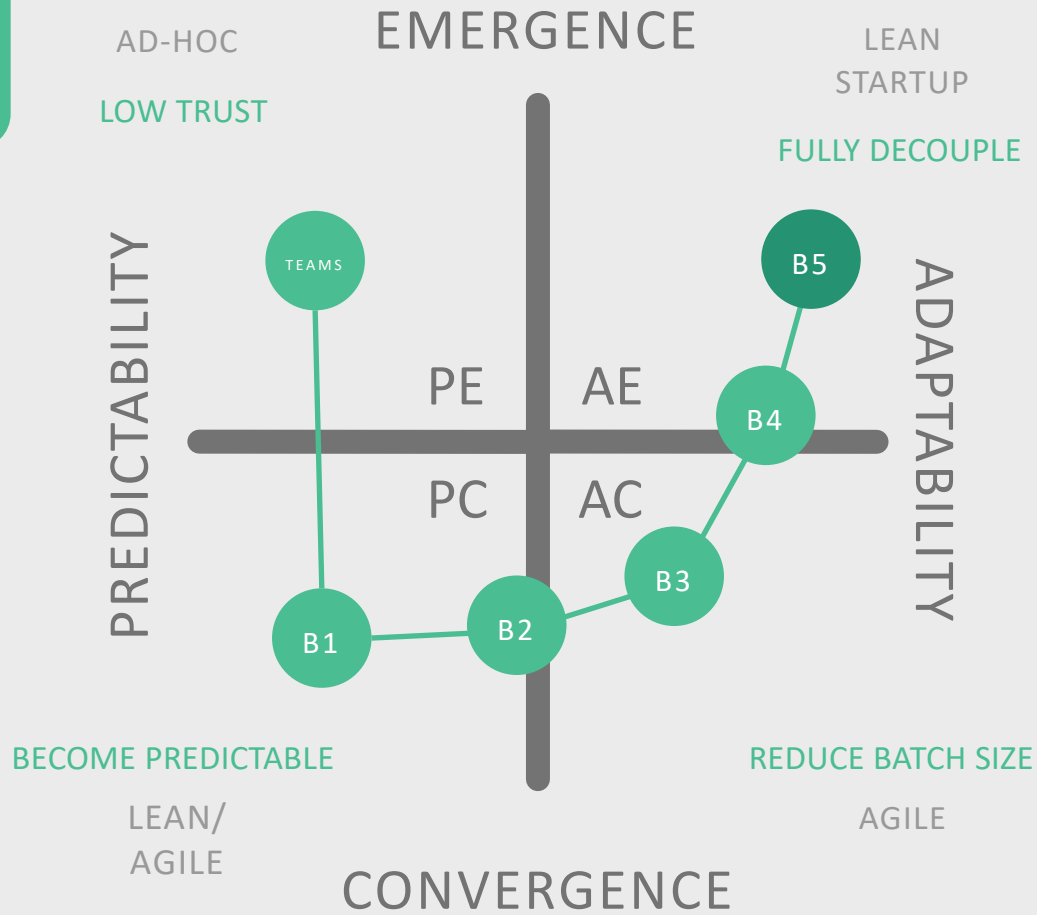 EMERGENCE
AD-HOC
LOW TRUST
LEAN
STARTUP
FULLY DECOUPLE
PREDICTABILITY
ADAPTABILITY
TEAMS
B5
PE
AE
B4
PC
AC
B3
B2
B1
BECOME PREDICTABLE
LEAN/
AGILE
REDUCE BATCH SIZE
AGILE
CONVERGENCE